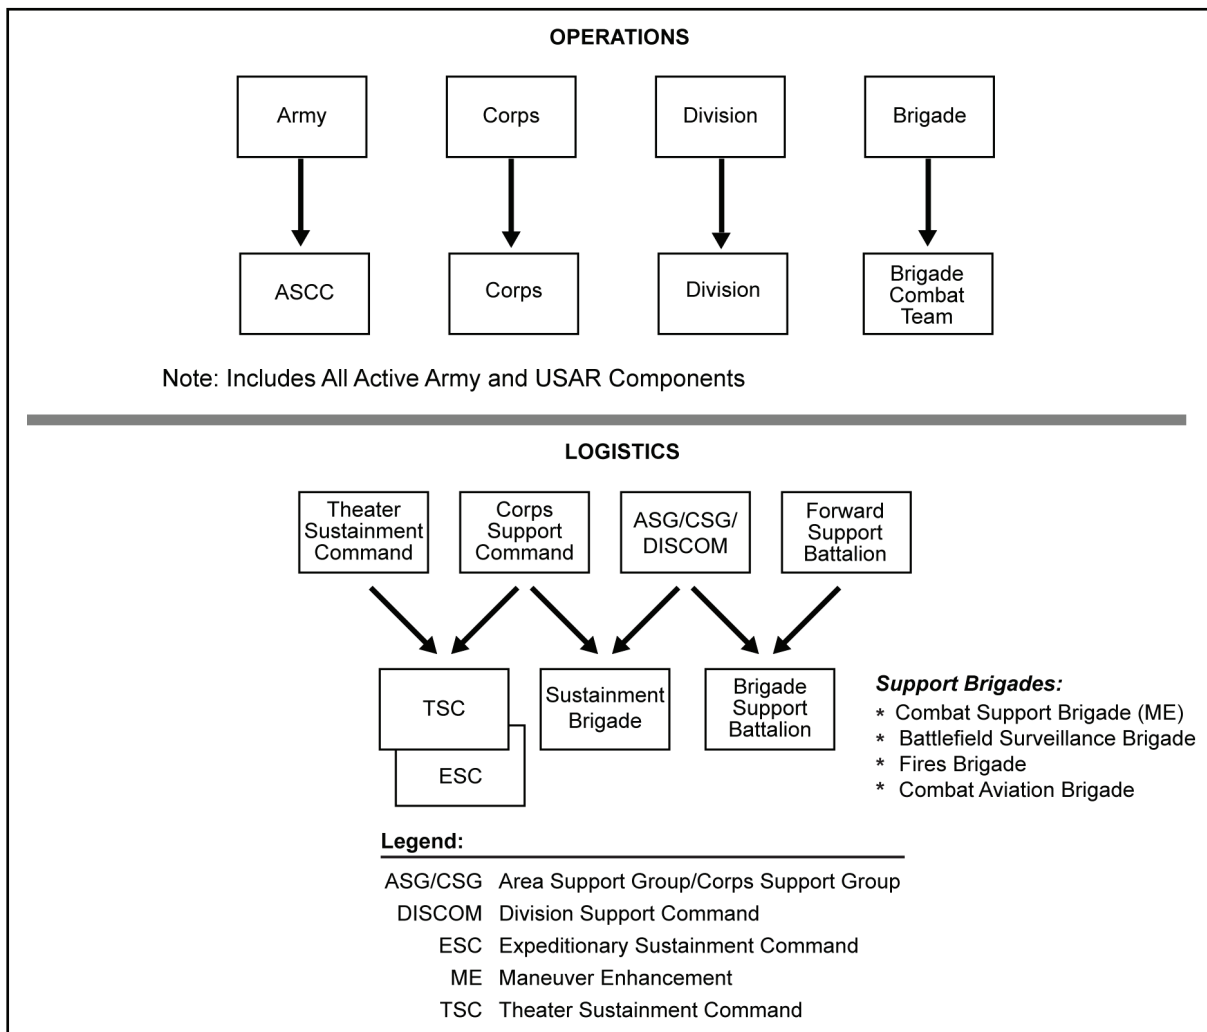 OPERATIONS
Army
Corps
Division
Brigade
ASCC
Corps
Division
Brigade
Combat
Team
Note: Includes All Active Army and USAR Components
LOGISTICS
Theater
Sustainment
Command
Corps
Support
Command
ASG/CSG/
DISCOM
Forward
Support
Battalion
TSC
ESC
Sustainment
Brigade
Brigade
Support
Battalion
Support Brigades:
* Combat Support Brigade (ME)
* Battlefield Surveillance Brigade
* Fires Brigade
* Combat Aviation Brigade
Legend:
ASG/CSG Area Support Group/Corps Support Group
DISCOM Division Support Command
ESC Expeditionary Sustainment Command
ME Maneuver Enhancement
TSC Theater Sustainment Command